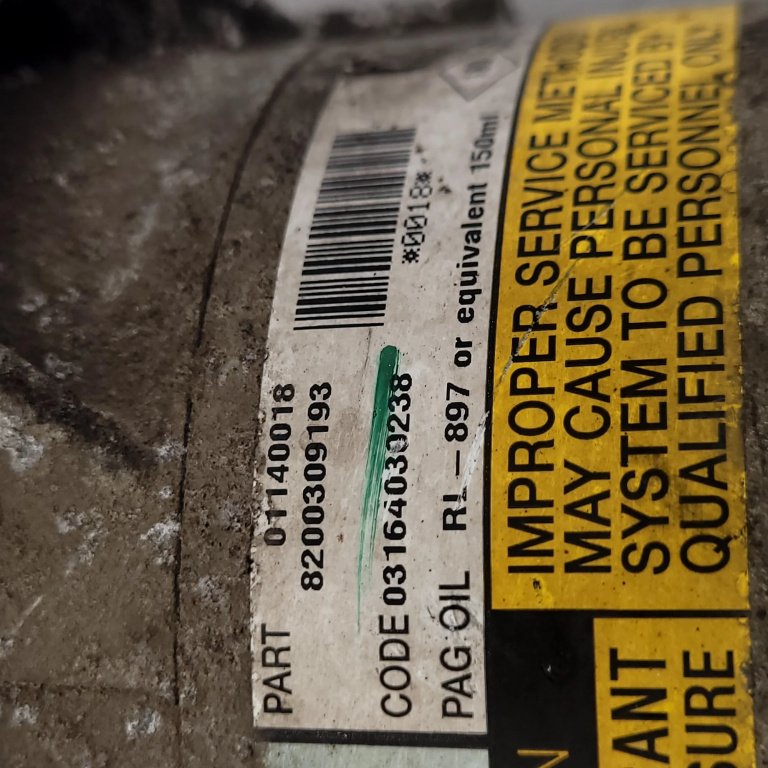 PART 01140018
8200309193
*0018*
CODE 03164030238
PAG OIL RL-897 or equivalent 150ml
IMPROPER SERVICE METHODS
MAY CAUSE PERSONAL INJURY
SYSTEM TO BE SERVICED BY
QUALIFIED PERSONNEL ONLY
N
ANT
SURE